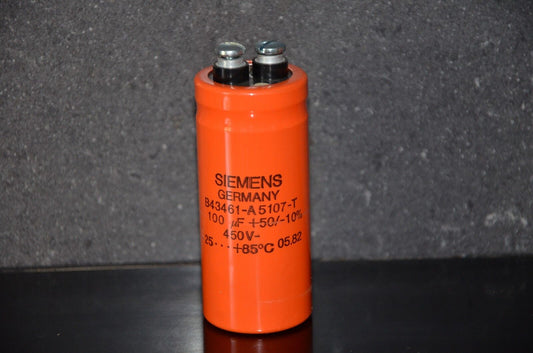 SIEMENS
GERMANY
B43461-A5107-T
100 µF +50/-10%
450V-
25···+85°C 05.82